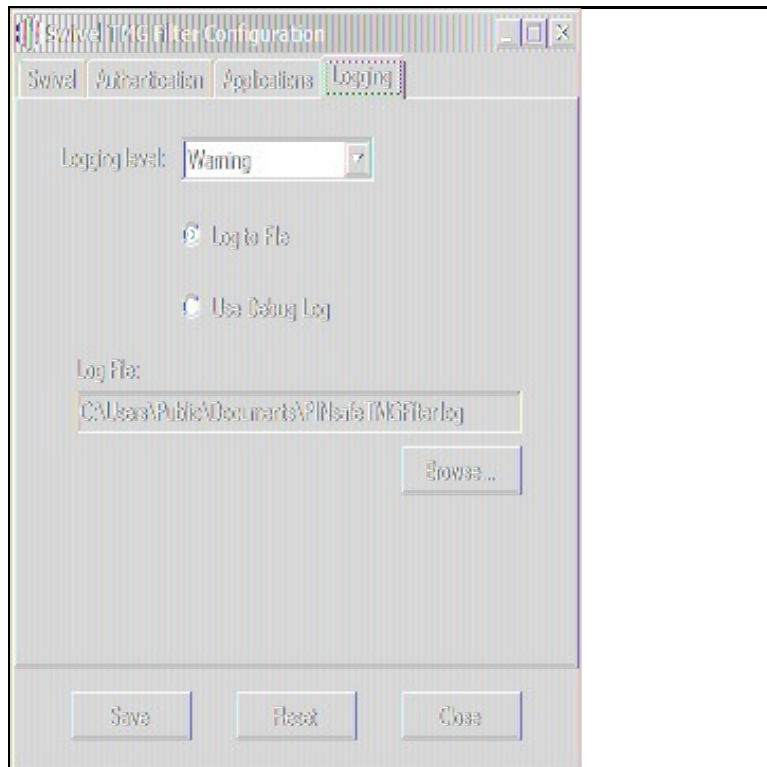 Swivel TMG Filter Configuration
Swivel Authentication Applications Logging
Logging level: Warning
Log to File
Use Debug Log
Log File:
C:\Users\Public\Documents\PINsafeTMGFilter.log
Browse...
Save Reset Close